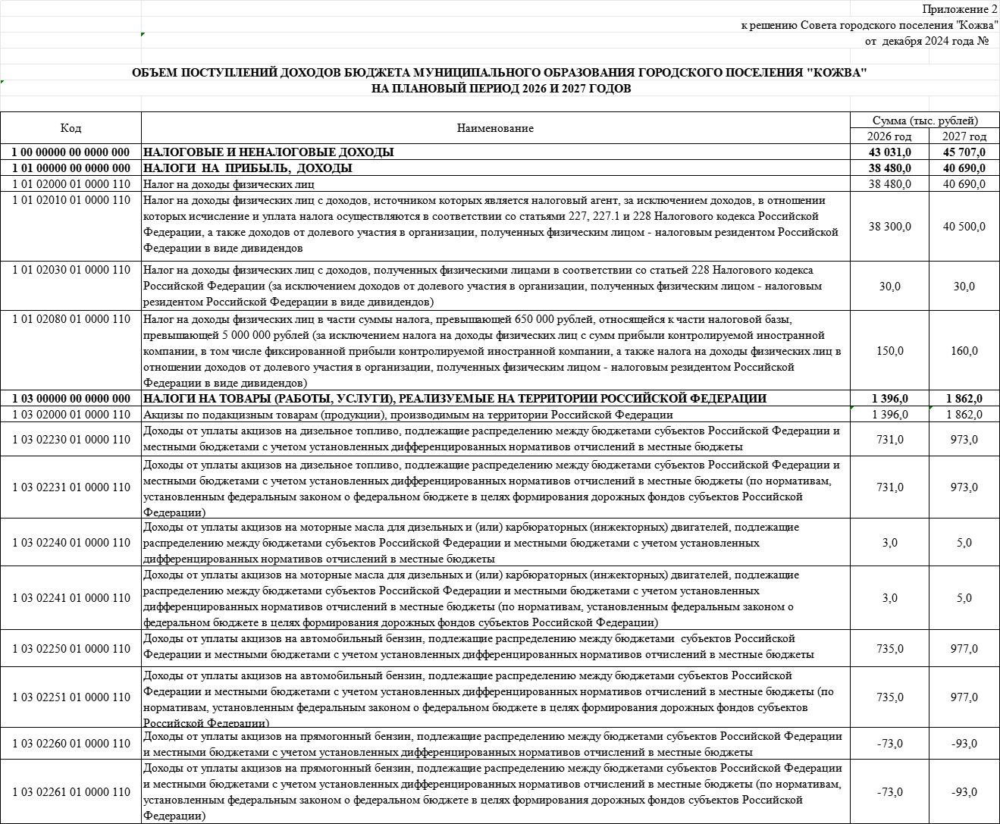 Приложение 2
к решению Совета городского поселения "Кожва"
от  декабря 2024 года №
ОБЪЕМ ПОСТУПЛЕНИЙ ДОХОДОВ БЮДЖЕТА МУНИЦИПАЛЬНОГО ОБРАЗОВАНИЯ ГОРОДСКОГО ПОСЕЛЕНИЯ "КОЖВА"
НА ПЛАНОВЫЙ ПЕРИОД 2026 И 2027 ГОДОВ
Код Наименование Сумма (тыс. рублей)
2026 год 2027 год
1 00 00000 00 0000 000 НАЛОГОВЫЕ И НЕНАЛОГОВЫЕ ДОХОДЫ 43 031,0 45 707,0
1 01 00000 00 0000 000 НАЛОГИ НА ПРИБЫЛЬ, ДОХОДЫ 38 480,0 40 690,0
1 01 02000 01 0000 110 Налог на доходы физических лиц 38 480,0 40 690,0
1 01 02010 01 0000 110 Налог на доходы физических лиц с доходов, источником которых является налоговый агент, за исключением доходов, в отношении
которых исчисление и уплата налога осуществляются в соответствии со статьями 227, 227.1 и 228 Налогового кодекса Российской
Федерации, а также доходов от долевого участия в организации, полученных физическим лицом - налоговым резидентом Российской
Федерации в виде дивидендов
38 300,0 40 500,0
1 01 02030 01 0000 110 Налог на доходы физических лиц с доходов, полученных физическими лицами в соответствии со статьей 228 Налогового кодекса
Российской Федерации (за исключением доходов от долевого участия в организации, полученных физическим лицом - налоговым
резидентом Российской Федерации в виде дивидендов)
30,0 30,0
1 01 02080 01 0000 110 Налог на доходы физических лиц в части суммы налога, превышающей 650 000 рублей, относящейся к части налоговой базы,
превышающей 5 000 000 рублей (за исключением налога на доходы физических лиц с сумм прибыли контролируемой иностранной
компании, в том числе фиксированной прибыли контролируемой иностранной компании, а также налога на доходы физических лиц в
отношении доходов от долевого участия в организации, полученных физическим лицом - налоговым резидентом Российской
Федерации в виде дивидендов)
150,0 160,0
1 03 00000 00 0000 000 НАЛОГИ НА ТОВАРЫ (РАБОТЫ, УСЛУГИ), РЕАЛИЗУЕМЫЕ НА ТЕРРИТОРИИ РОССИЙСКОЙ ФЕДЕРАЦИИ 1 396,0 1 862,0
1 03 02000 01 0000 110 Акцизы по подакцизным товарам (продукции), производимым на территории Российской Федерации 1 396,0 1 862,0
1 03 02230 01 0000 110 Доходы от уплаты акцизов на дизельное топливо, подлежащие распределению между бюджетами субъектов Российской Федерации и
местными бюджетами с учетом установленных дифференцированных нормативов отчислений в местные бюджеты
731,0 973,0
1 03 02231 01 0000 110 Доходы от уплаты акцизов на дизельное топливо, подлежащие распределению между бюджетами субъектов Российской Федерации и
местными бюджетами с учетом установленных дифференцированных нормативов отчислений в местные бюджеты (по нормативам,
установленным федеральным законом о федеральном бюджете в целях формирования дорожных фондов субъектов Российской
Федерации)
731,0 973,0
1 03 02240 01 0000 110 Доходы от уплаты акцизов на моторные масла для дизельных и (или) карбюраторных (инжекторных) двигателей, подлежащие
распределению между бюджетами субъектов Российской Федерации и местными бюджетами с учетом установленных
дифференцированных нормативов отчислений в местные бюджеты
3,0 5,0
1 03 02241 01 0000 110 Доходы от уплаты акцизов на моторные масла для дизельных и (или) карбюраторных (инжекторных) двигателей, подлежащие
распределению между бюджетами субъектов Российской Федерации и местными бюджетами с учетом установленных
дифференцированных нормативов отчислений в местные бюджеты (по нормативам, установленным федеральным законом о
федеральном бюджете в целях формирования дорожных фондов субъектов Российской Федерации)
3,0 5,0
1 03 02250 01 0000 110 Доходы от уплаты акцизов на автомобильный бензин, подлежащие распределению между бюджетами субъектов Российской
Федерации и местными бюджетами с учетом установленных дифференцированных нормативов отчислений в местные бюджеты
735,0 977,0
1 03 02251 01 0000 110 Доходы от уплаты акцизов на автомобильный бензин, подлежащие распределению между бюджетами субъектов Российской
Федерации и местными бюджетами с учетом установленных дифференцированных нормативов отчислений в местные бюджеты (по
нормативам, установленным федеральным законом о федеральном бюджете в целях формирования дорожных фондов субъектов
Российской Федерации)
735,0 977,0
1 03 02260 01 0000 110 Доходы от уплаты акцизов на прямогонный бензин, подлежащие распределению между бюджетами субъектов Российской Федерации
и местными бюджетами с учетом установленных дифференцированных нормативов отчислений в местные бюджеты
-73,0 -93,0
1 03 02261 01 0000 110 Доходы от уплаты акцизов на прямогонный бензин, подлежащие распределению между бюджетами субъектов Российской Федерации
и местными бюджетами с учетом установленных дифференцированных нормативов отчислений в местные бюджеты (по нормативам,
установленным федеральным законом о федеральном бюджете в целях формирования дорожных фондов субъектов Российской
Федерации)
-73,0 -93,0